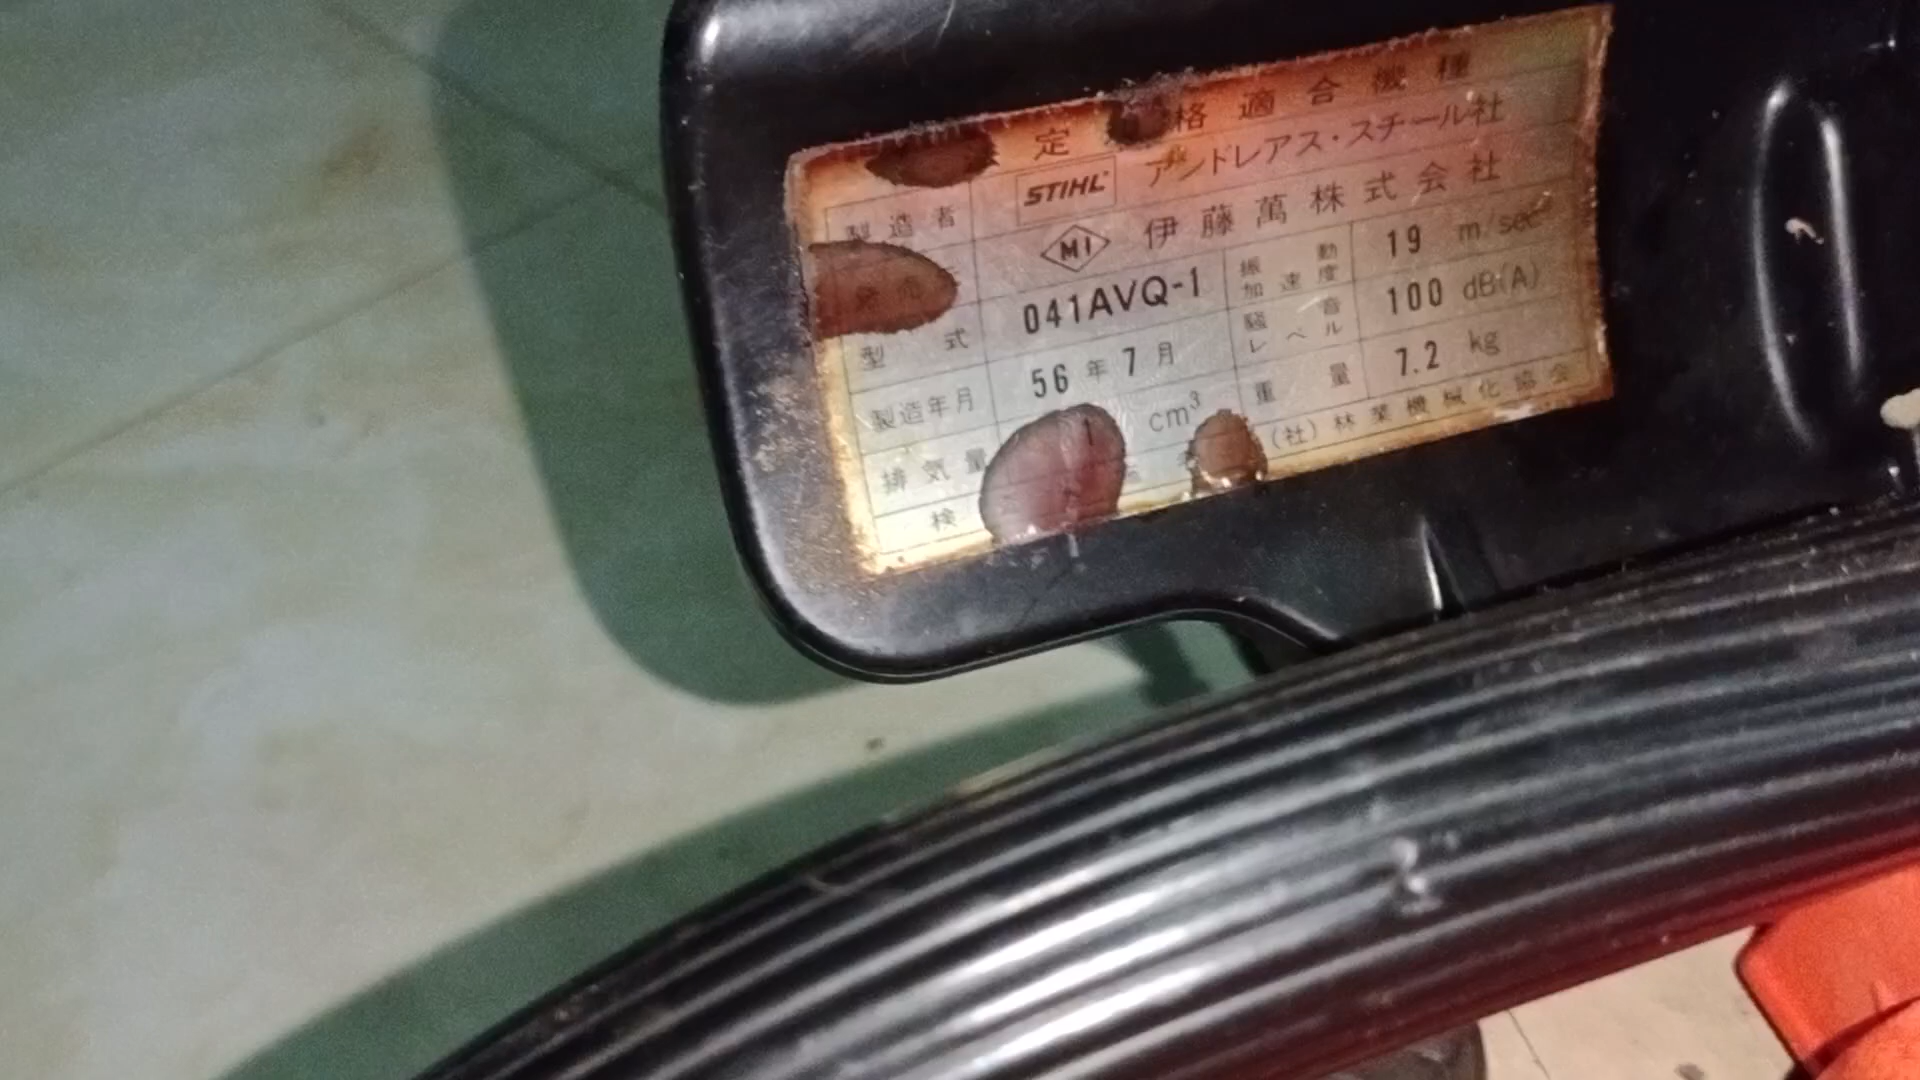 定 格適合機種
製造者 STIHL アンドレアス・スチール社
発売 MI 伊藤萬株式会社
型式 041AVQ-1 振動加速度 19 m/sec²
製造年月 56年7月 騒音レベル 100 dB(A)
排気量 1 cm³ 重量 7.2 kg
検 (社)林業機械化協会